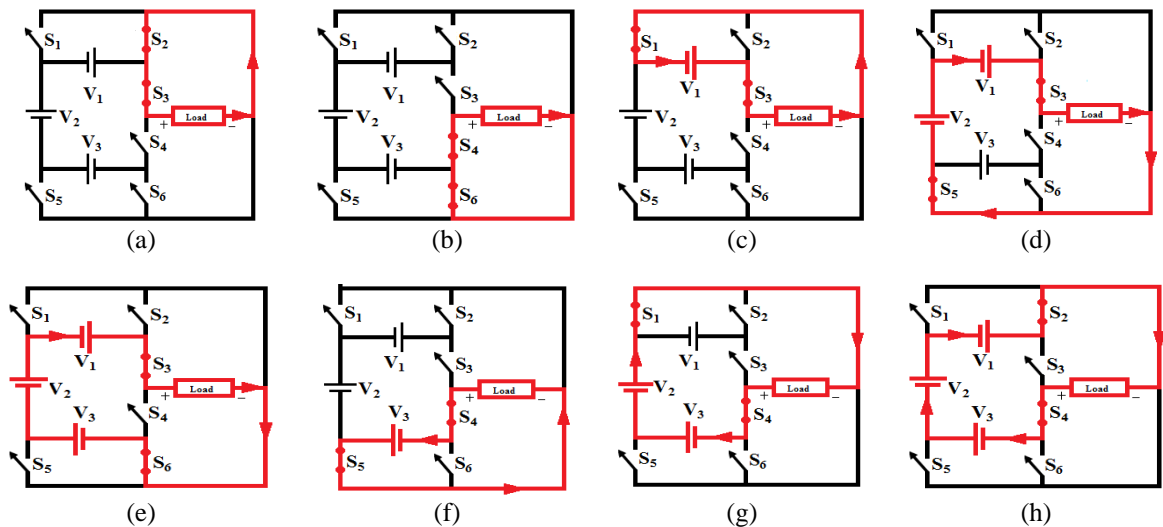 S1 S2
V1
S3
V2 + Load −
V3 S4
S5 S6
(a)
S1 S2
V1
S3
V2 + Load −
V3 S4
S5 S6
(b)
S1 S2
V1
S3
V2 + Load −
V3 S4
S5 S6
(c)
S1 S2
V1
S3
V2 + Load −
V3 S4
S5 S6
(d)
S1 S2
V1 S3
V2 + Load −
V3 S4
S5 S6
(e)
S1 S2
V1 S3
V2 + Load −
V3 S4
S5 S6
(f)
S1 S2
V1 S3
V2 + Load −
V3 S4
S5 S6
(g)
S1 S2
V1 S3
V2 + Load −
V3 S4
S5 S6
(h)